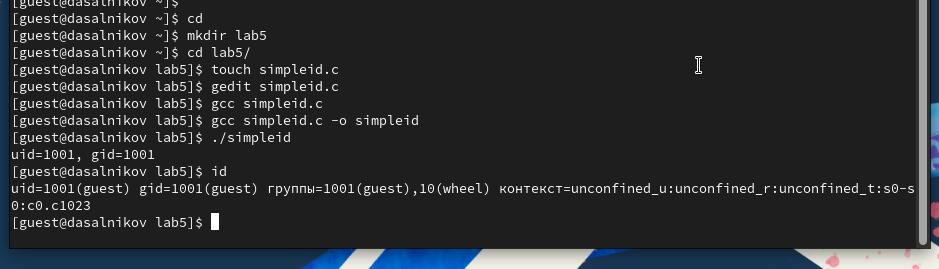 [guest@dasalnikov ~]$
[guest@dasalnikov ~]$ cd
[guest@dasalnikov ~]$ mkdir lab5
[guest@dasalnikov ~]$ cd lab5/
[guest@dasalnikov lab5]$ touch simpleid.c
[guest@dasalnikov lab5]$ gedit simpleid.c
[guest@dasalnikov lab5]$ gcc simpleid.c
[guest@dasalnikov lab5]$ gcc simpleid.c -o simpleid
[guest@dasalnikov lab5]$ ./simpleid
uid=1001, gid=1001
[guest@dasalnikov lab5]$ id
uid=1001(guest) gid=1001(guest) группы=1001(guest),10(wheel) контекст=unconfined_u:unconfined_r:unconfined_t:s0-s
0:c0.c1023
[guest@dasalnikov lab5]$